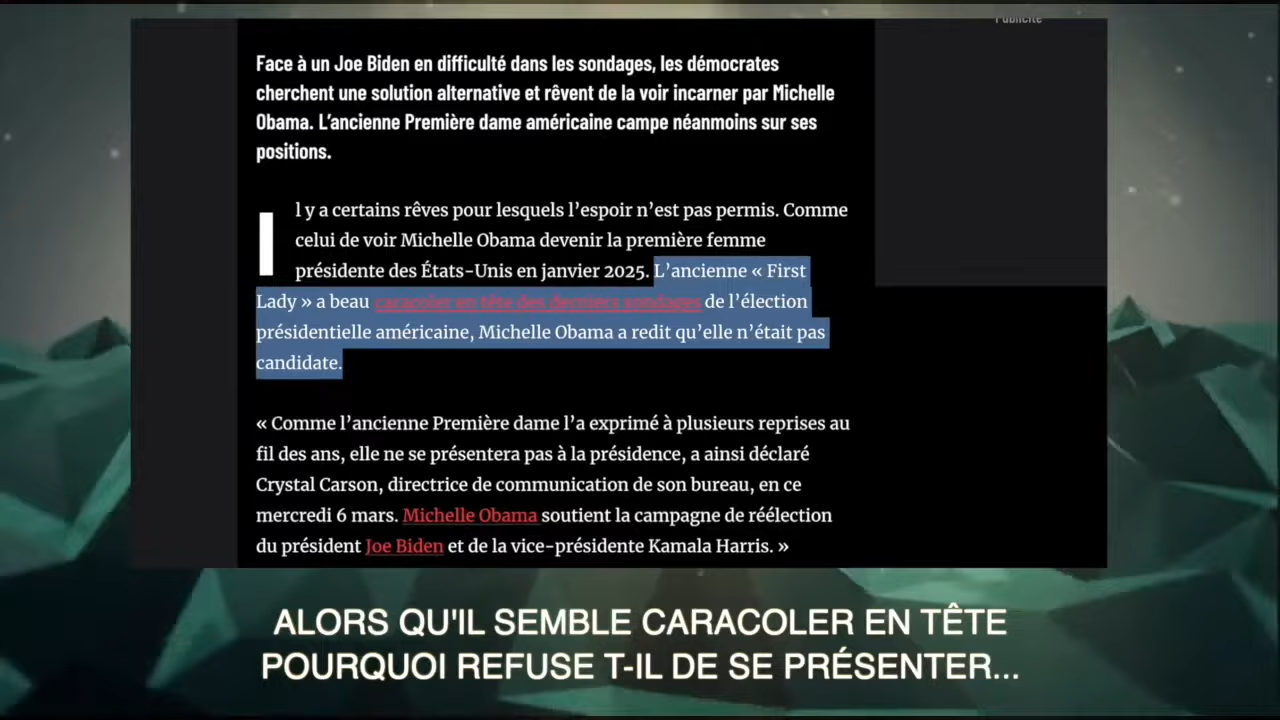 Publicité
Face à un Joe Biden en difficulté dans les sondages, les démocrates
cherchent une solution alternative et rêvent de la voir incarner par Michelle
Obama. L’ancienne Première dame américaine campe néanmoins sur ses
positions.
Il y a certains rêves pour lesquels l’espoir n’est pas permis. Comme
celui de voir Michelle Obama devenir la première femme
présidente des États-Unis en janvier 2025. L’ancienne « First
Lady » a beau caracoler en tête des derniers sondages de l’élection
présidentielle américaine, Michelle Obama a redit qu’elle n’était pas
candidate.
« Comme l’ancienne Première dame l’a exprimé à plusieurs reprises au
fil des ans, elle ne se présentera pas à la présidence, a ainsi déclaré
Crystal Carson, directrice de communication de son bureau, en ce
mercredi 6 mars. Michelle Obama soutient la campagne de réélection
du président Joe Biden et de la vice-présidente Kamala Harris. »
ALORS QU'IL SEMBLE CARACOLER EN TÊTE
POURQUOI REFUSE T-IL DE SE PRÉSENTER...